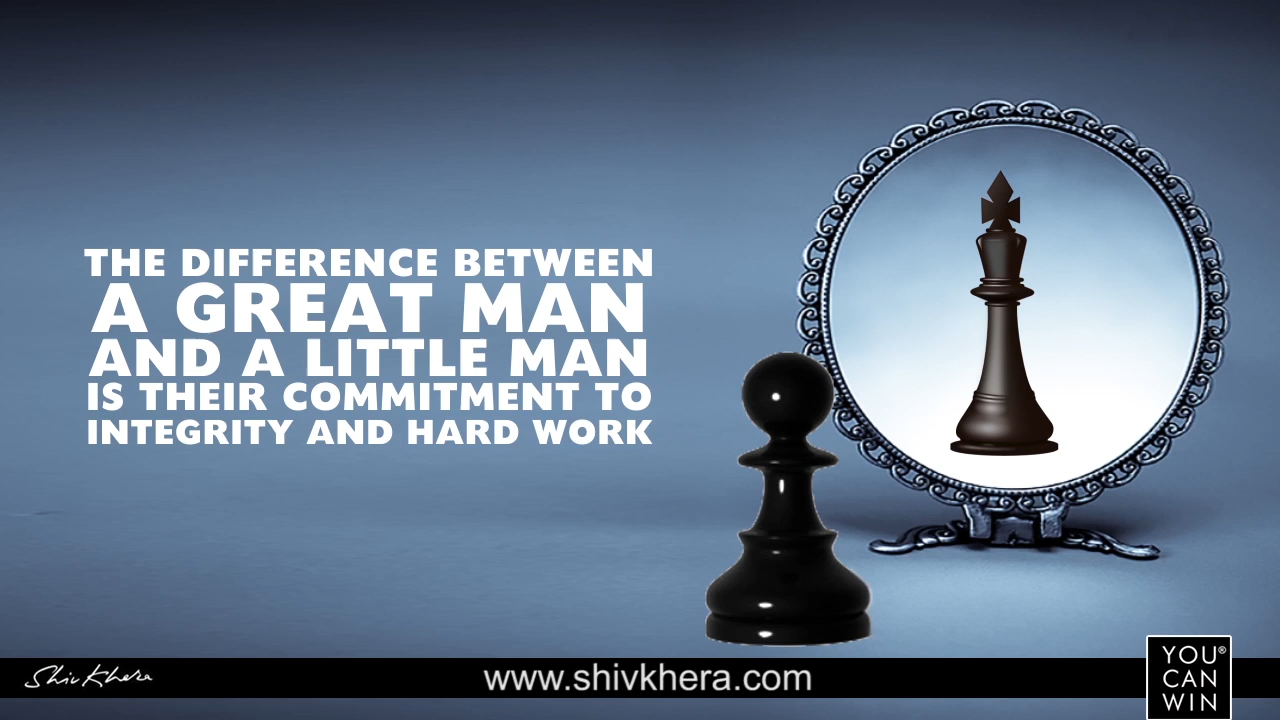 THE DIFFERENCE BETWEEN
A GREAT MAN
AND A LITTLE MAN
IS THEIR COMMITMENT TO
INTEGRITY AND HARD WORK
Shiv Khera
www.shivkhera.com
YOU®
CAN
WIN